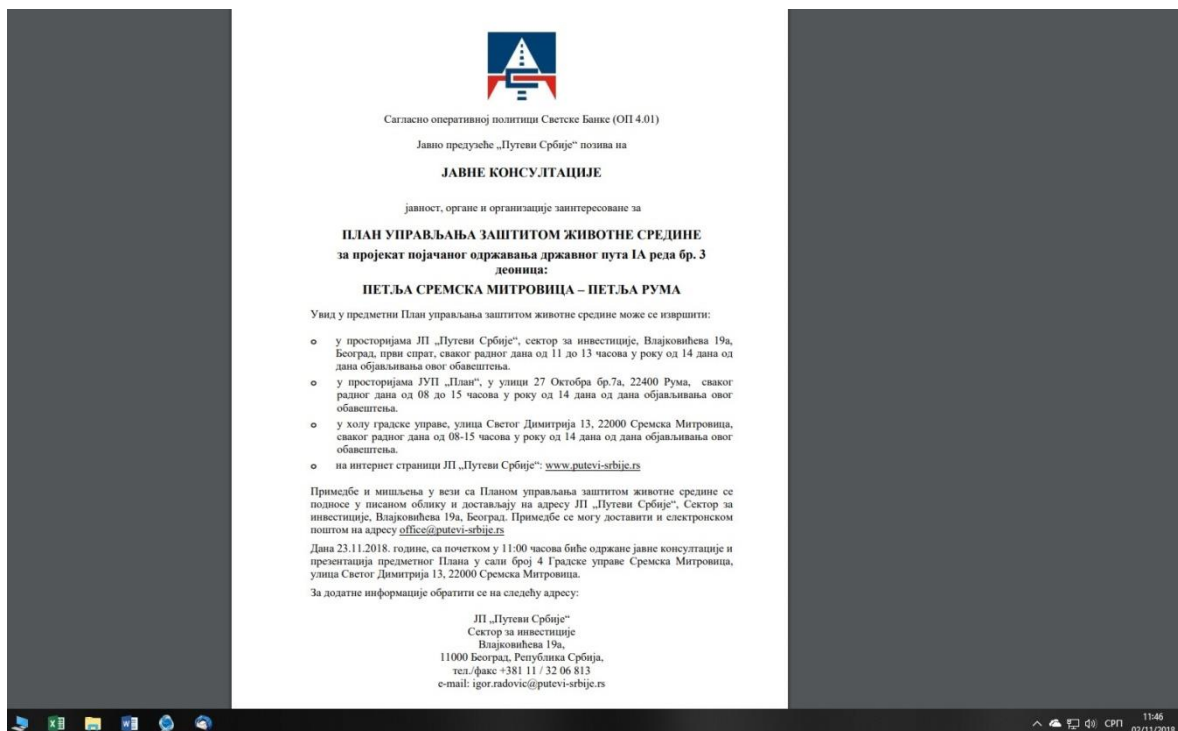 Сагласно оперативној политици Светске Банке (ОП 4.01)
Јавно предузеће „Путеви Србије“ позива на
ЈАВНЕ КОНСУЛТАЦИЈЕ
јавност, органе и организације заинтересоване за
ПЛАН УПРАВЉАЊА ЗАШТИТОМ ЖИВОТНЕ СРЕДИНЕ
за пројекат појачаног одржавања државног пута IA реда бр. 3
деоница:
ПЕТЉА СРЕМСКА МИТРОВИЦА – ПЕТЉА РУМА
Увид у предметни План управљања заштитом животне средине може се извршити:
o у просторијама ЈП „Путеви Србије“, сектор за инвестиције, Влајковићева 19а,
Београд, први спрат, сваког радног дана од 11 до 13 часова у року од 14 дана од
дана објављивања овог обавештења.
o у просторијама ЈУП „План“, у улици 27 Октобра бр.7а, 22400 Рума, сваког
радног дана од 08 до 15 часова у року од 14 дана од дана објављивања овог
обавештења.
o у холу градске управе, улица Светог Димитрија 13, 22000 Сремска Митровица,
сваког радног дана од 08-15 часова у року од 14 дана од дана објављивања овог
обавештења.
o на интернет страници ЈП „Путеви Србије“: www.putevi-srbije.rs
Примедбе и мишљења у вези са Планом управљања заштитом животне средине се
подносе у писаном облику и достављају на адресу ЈП „Путеви Србије“, Сектор за
инвестиције, Влајковићева 19а, Београд. Примедбе се могу доставити и електронском
поштом на адресу office@putevi-srbije.rs
Дана 23.11.2018. године, са почетком у 11:00 часова биће одржане јавне консултације и
презентација предметног Плана у сали број 4 Градске управе Сремска Митровица,
улица Светог Димитрија 13, 22000 Сремска Митровица.
За додатне информације обратити се на следећу адресу:
ЈП „Путеви Србије“
Сектор за инвестиције
Влајковићева 19а,
11000 Београд, Република Србија,
тел./факс +381 11 / 32 06 813
e-mail: igor.radovic@putevi-srbije.rs
СРП
11:46
02/11/2018